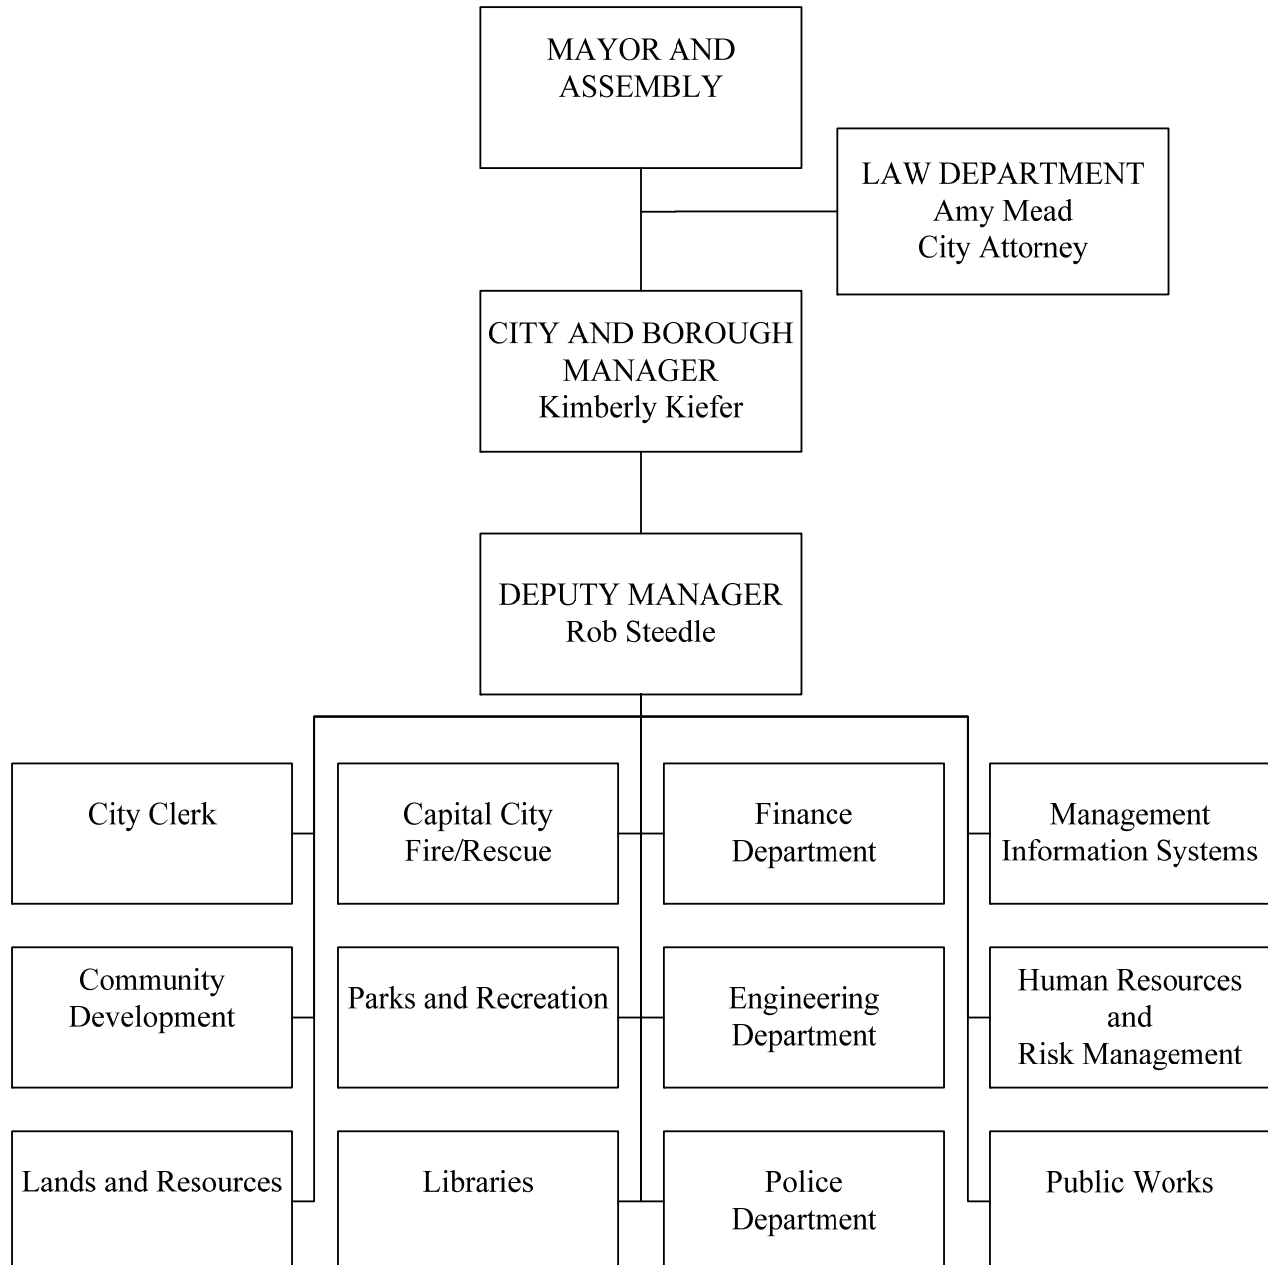 MAYOR AND
ASSEMBLY
LAW DEPARTMENT
Amy Mead
City Attorney
CITY AND BOROUGH
MANAGER
Kimberly Kiefer
DEPUTY MANAGER
Rob Steedle
City Clerk
Capital City
Fire/Rescue
Finance
Department
Management
Information Systems
Community
Development
Parks and Recreation
Engineering
Department
Human Resources
and
Risk Management
Lands and Resources
Libraries
Police
Department
Public Works